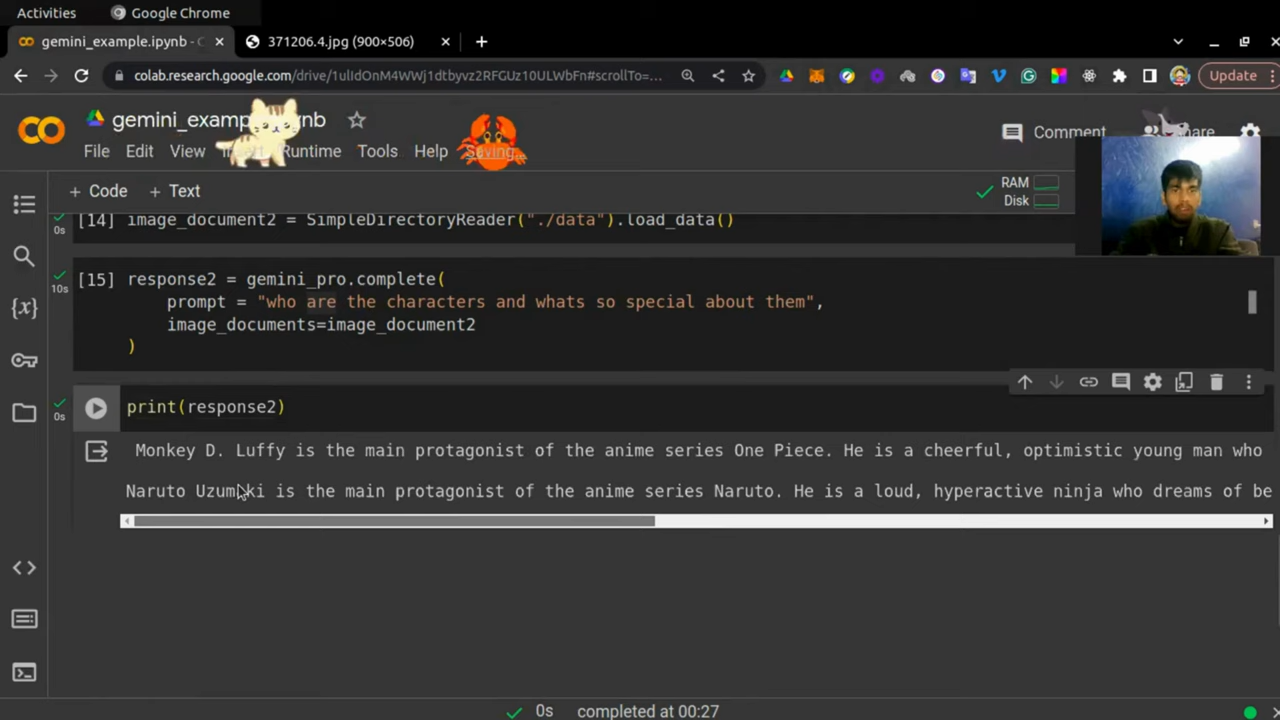 Activities
Google Chrome
gemini_example.ipynb - C
371206.4.jpg (900×506)
colab.research.google.com/drive/1uIdOnM4WWj1dtbyvz2RFGUz10ULWbFn#scrollTo=...
Update
File Edit View Insert Runtime Tools Help Saving...
Comment Share
+ Code + Text
RAM
Disk
[14] image_document2 = SimpleDirectoryReader("./data").load_data()
0s
[15] response2 = gemini_pro.complete(
10s
prompt = "who are the characters and whats so special about them",
image_documents=image_document2
)
print(response2)
0s
Monkey D. Luffy is the main protagonist of the anime series One Piece. He is a cheerful, optimistic young man who
Naruto Uzumaki is the main protagonist of the anime series Naruto. He is a loud, hyperactive ninja who dreams of be
0s completed at 00:27